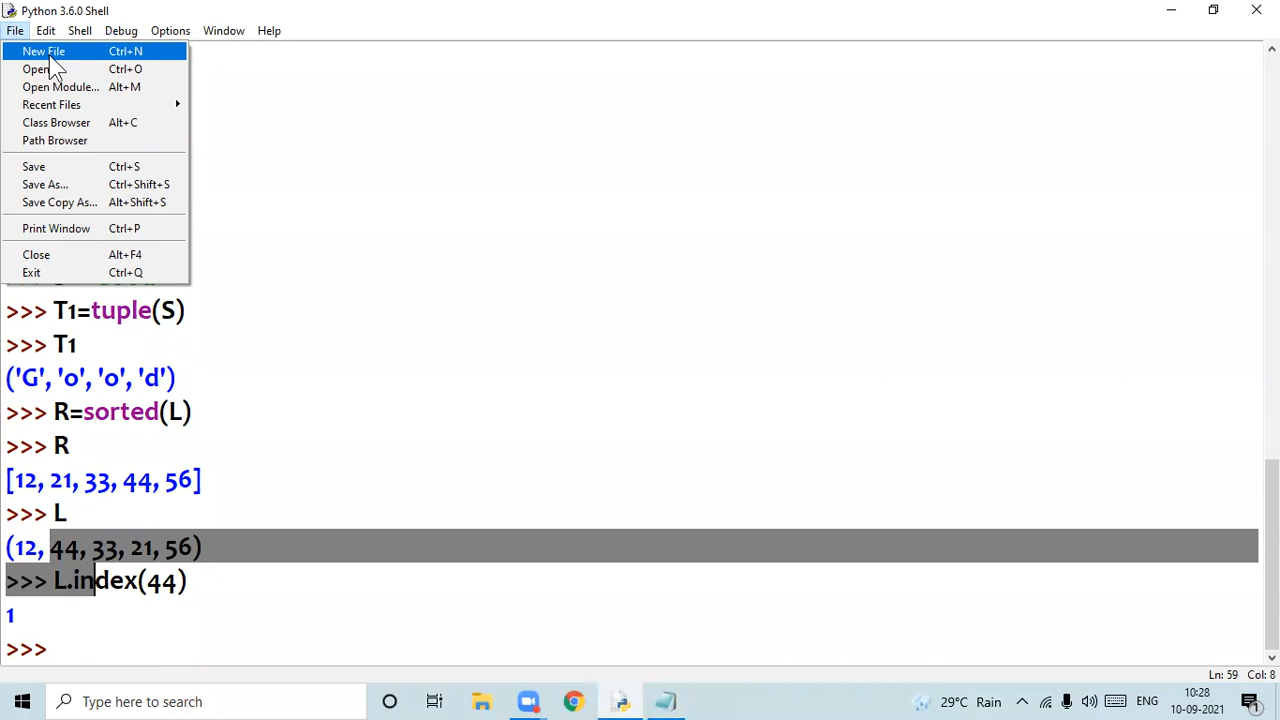 Python 3.6.0 Shell
File Edit Shell Debug Options Window Help
New File Ctrl+N
Open Ctrl+O
Open Module... Alt+M
Recent Files
Class Browser Alt+C
Path Browser
Save Ctrl+S
Save As... Ctrl+Shift+S
Save Copy As... Alt+Shift+S
Print Window Ctrl+P
Close Alt+F4
Exit Ctrl+Q
>>> T1=tuple(S)
>>> T1
('G', 'o', 'o', 'd')
>>> R=sorted(L)
>>> R
[12, 21, 33, 44, 56]
>>> L
(12, 44, 33, 21, 56)
>>> L.index(44)
1
>>>
Ln: 59 Col: 8
Type here to search
29°C Rain
ENG
10:28
10-09-2021
1